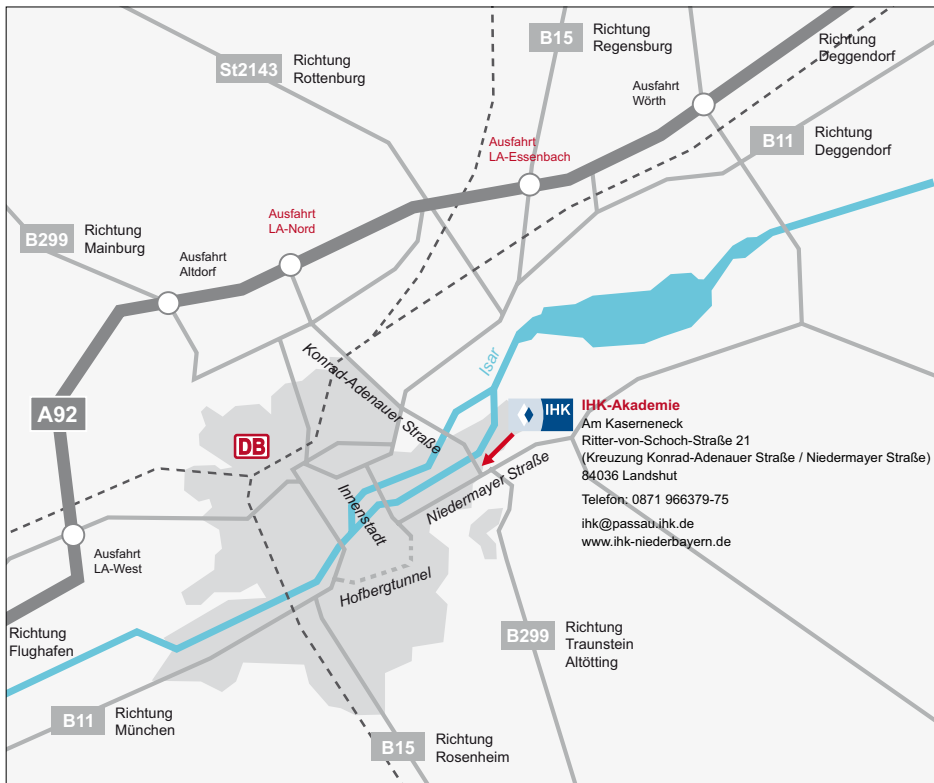 B15
Richtung
Regensburg
Richtung
Deggendorf
St2143
Richtung
Rottenburg
Ausfahrt
Wörth
B11
Richtung
Deggendorf
Ausfahrt
LA-Essenbach
B299
Richtung
Mainburg
Ausfahrt
LA-Nord
Ausfahrt
Altdorf
Konrad-Adenauer Straße
Isar
A92
DB
IHK
IHK-Akademie
Am Kaserneneck
Ritter-von-Schoch-Straße 21
(Kreuzung Konrad-Adenauer Straße / Niedermayer Straße)
84036 Landshut
Telefon: 0871 966379-75
ihk@passau.ihk.de
www.ihk-niederbayern.de
Niedermayer Straße
Innenstadt
Ausfahrt
LA-West
Hofbergtunnel
Richtung
Flughafen
B299
Richtung
Traunstein
Altötting
B11
Richtung
München
B15
Richtung
Rosenheim